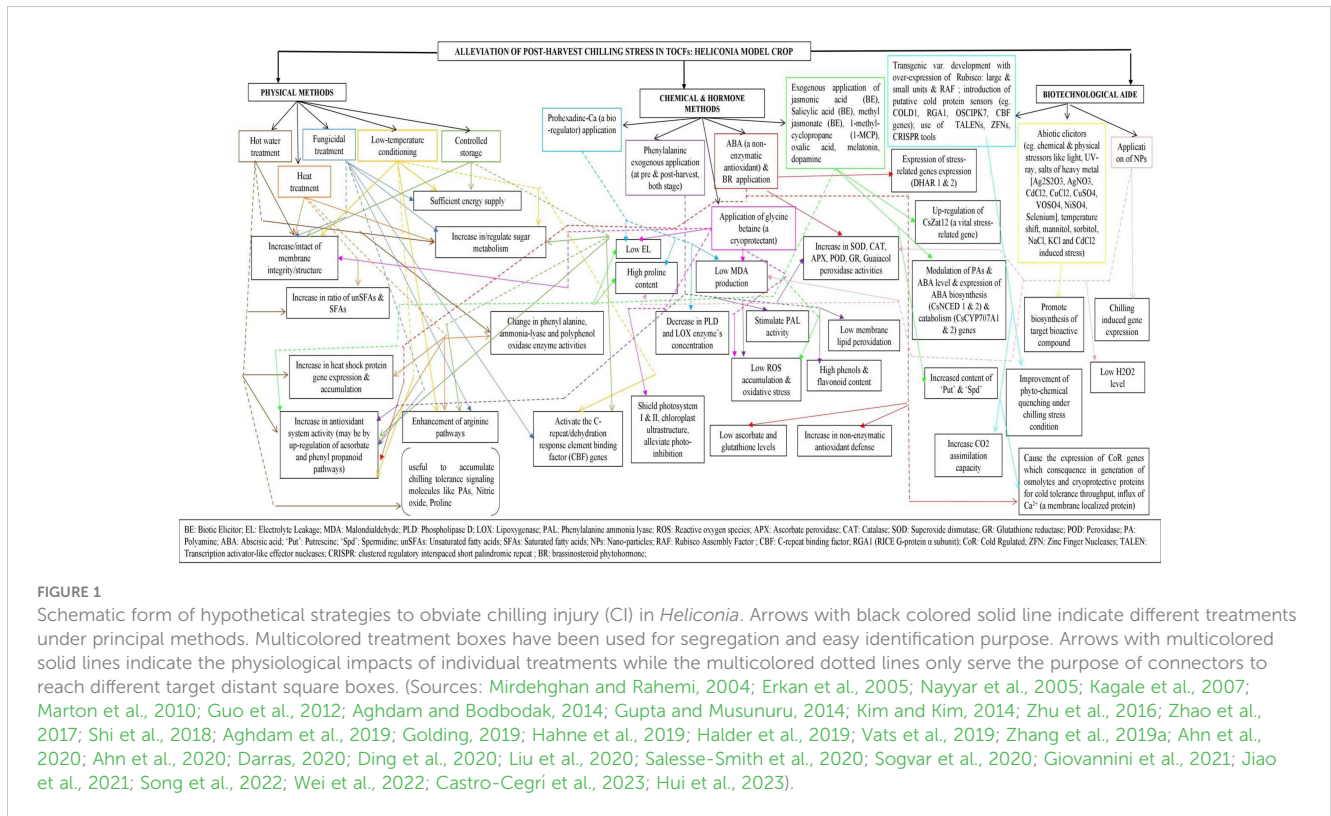 ALLEVIATION OF POST-HARVEST CHILLING STRESS IN TOCFs: HELICONIA MODEL CROP
PHYSICAL METHODS
Hot water
treatment
Fungicidal
treatment
Low-temperature
conditioning
Controlled
storage
Heat
treatment
Sufficient energy supply
Increase/intact of
membrane
integrity/structure
Increase in/regulate sugar
metabolism
Increase in ratio of unSFAs &
SFAs
Change in phenyl alanine,
ammonia-lyase and polyphenol
oxidase enzyme activities
Increase in heat shock protein
gene expression &
accumulation
Increase in antioxidant
system activity (may be by
up-regulation of acsorbate
and phenyl propanoid
pathways)
Enhancement of arginine
pathways
useful to accumulate
chilling tolerance signaling
molecules like PAs, Nitric
oxide, Proline
Activate the C-
repeat/dehydration
response element binding
factor (CBF) genes
CHEMICAL & HORMONE
METHODS
Prohexadine-Ca (a bio
-regulator) application
Phenylalanine
exogenous application
(at pre & post-harvest,
both stage)
ABA (a non-
enzymatic
antioxidant) &
BR application
Exogenous application of
jasmonic acid (BE),
Salicylic acid (BE), methyl
jasmonate (BE), 1-methyl-
cyclopropane (1-MCP),
oxalic acid, melatonin,
dopamine
Application of glycine
betaine (a
cryoprotectant)
Low EL
High proline
content
Low MDA
production
Increase in SOD, CAT,
APX, POD, GR, Guaiacol
peroxidase activities
Decrease in PLD
and LOX enzyme's
concentration
Stimulate PAL
activity
Low membrane
lipid peroxidation
Low ROS
accumulation &
oxidative stress
High phenols &
flavonoid content
Shield photosystem
I & II, chloroplast
ultrastructure,
alleviate photo-
inhibition
Low ascorbate and
glutathione levels
Increase in non-enzymatic
antioxidant defense
Expression of stress-
related genes expression
(DHAR 1 & 2)
Up-regulation of
CsZat12 (a vital stress-
related gene)
Modulation of PAs &
ABA level & expression of
ABA biosynthesis
(CsNCED 1 & 2) &
catabolism (CsCYP707A1
& 2) genes
Increased content of
'Put' & 'Spd'
BIOTECHNOLOGICAL AIDE
Transgenic var. development with
over-expression of Rubisco: large &
small units & RAF ; introduction of
putative cold protein sensors (eg.
COLD1, RGA1, OSCIPK7, CBF
genes); use of TALENs, ZFNs,
CRISPR tools
Abiotic elicitors
(eg. chemical & physical
stressors like light, UV-
ray, salts of heavy metal
[Ag2S2O3, AgNO3,
CdCl2, CuCl2, CuSO4,
VOSO4, NiSO4,
Selenium], temperature
shift, mannitol, sorbitol,
NaCl, KCl and CdCl2
induced stress)
Applicati
on of NPs
Promote
biosynthesis of
target bioactive
compound
Chilling
induced gene
expression
Low H2O2
level
Improvement of
phyto-chemical
quenching under
chilling stress
condition
Increase CO2
assimilation
capacity
Cause the expression of CoR genes
which consequence in generation of
osmolytes and cryoprotective proteins
for cold tolerance throughput, influx of
Ca²⁺ (a membrane localized protein)
BE: Biotic Elicitor; EL: Electrolyte Leakage; MDA: Malondialdehyde; PLD: Phospholipase D; LOX: Lipoxygenase; PAL: Phenylalanine ammonia lyase; ROS: Reactive oxygen species; APX: Ascorbate peroxidase; CAT: Catalase; SOD: Superoxide dismutase; GR: Glutathione reductase; POD: Peroxidase; PA:
Polyamine; ABA: Abscisic acid; 'Put': Putrescine; 'Spd': Spermidine; unSFAs: Unsaturated fatty acids; SFAs: Saturated fatty acids; NPs: Nano-particles; RAF: Rubisco Assembly Factor ; CBF: C-repeat binding factor; RGA1 (RICE G-protein α subunit); CoR: Cold Rgulated; ZFN: Zinc Finger Nucleases; TALEN:
Transcription activator-like effector nucleases; CRISPR: clustered regulatory interspaced short palindromic repeat ; BR: brassinosteroid phytohormone;
FIGURE 1
Schematic form of hypothetical strategies to obviate chilling injury (CI) in Heliconia. Arrows with black colored solid line indicate different treatments
under principal methods. Multicolored treatment boxes have been used for segregation and easy identification purpose. Arrows with multicolored
solid lines indicate the physiological impacts of individual treatments while the multicolored dotted lines only serve the purpose of connectors to
reach different target distant square boxes. (Sources: Mirdehghan and Rahemi, 2004; Erkan et al., 2005; Nayyar et al., 2005; Kagale et al., 2007;
Marton et al., 2010; Guo et al., 2012; Aghdam and Bodbodak, 2014; Gupta and Musunuru, 2014; Kim and Kim, 2014; Zhu et al., 2016; Zhao et al.,
2017; Shi et al., 2018; Aghdam et al., 2019; Golding, 2019; Hahne et al., 2019; Halder et al., 2019; Vats et al., 2019; Zhang et al., 2019a; Ahn et al.,
2020; Ahn et al., 2020; Darras, 2020; Ding et al., 2020; Liu et al., 2020; Salesse-Smith et al., 2020; Sogvar et al., 2020; Giovannini et al., 2021; Jiao
et al., 2021; Song et al., 2022; Wei et al., 2022; Castro-Cegrí et al., 2023; Hui et al., 2023).